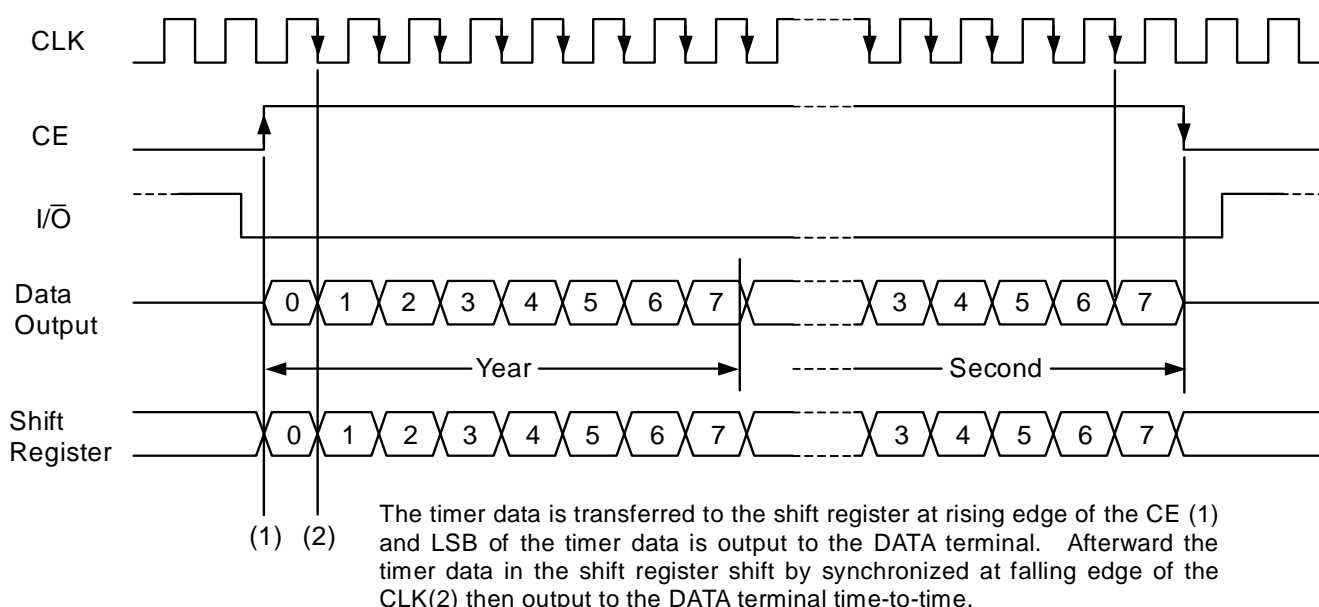 CLK
CE
I/O̅
Data
Output
0 1 2 3 4 5 6 7 3 4 5 6 7
Year Second
Shift
Register
0 1 2 3 4 5 6 7 3 4 5 6 7
(1) (2)
The timer data is transferred to the shift register at rising edge of the CE (1)
and LSB of the timer data is output to the DATA terminal. Afterward the
timer data in the shift register shift by synchronized at falling edge of the
CLK(2) then output to the DATA terminal time-to-time.